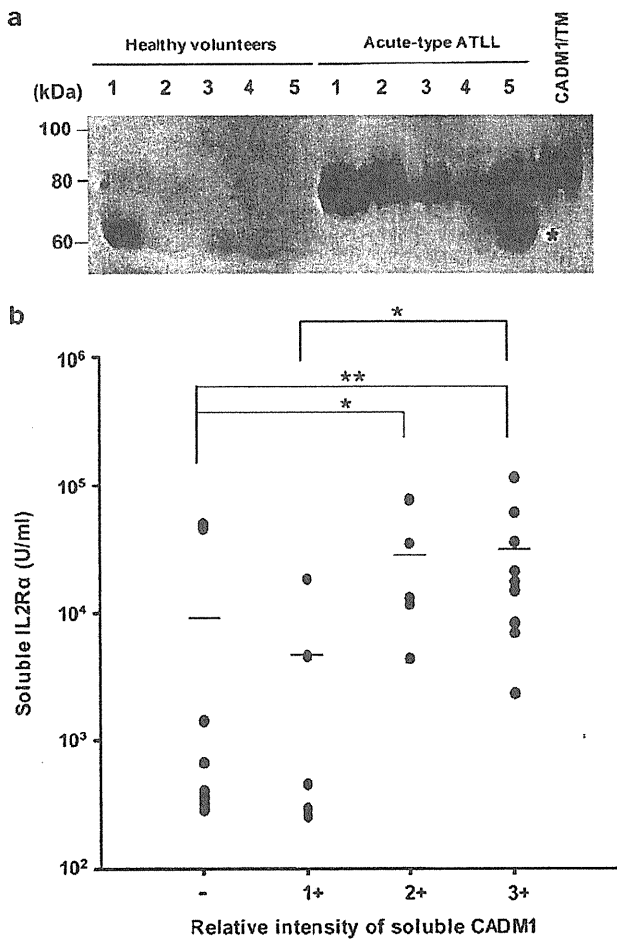 a
Healthy volunteers Acute-type ATLL CADM1/TM
(kDa) 1 2 3 4 5 1 2 3 4 5
100
80
60
*
b
*
**
*
10⁶
10⁵
10⁴
10³
10²
Soluble IL2Rα (U/ml)
- 1+ 2+ 3+
Relative intensity of soluble CADM1